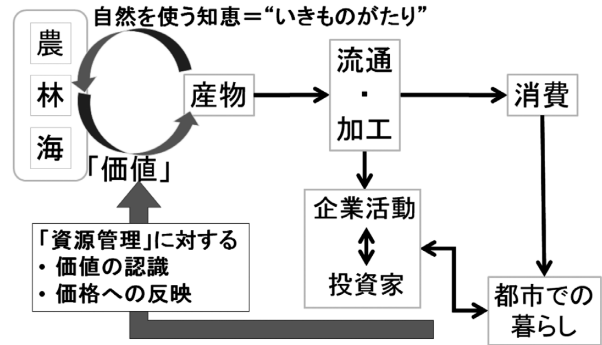 自然を使う知恵＝“いきものがたり”
農
林
海
産物
「価値」
流通
・
加工
消費
企業活動
投資家
都市での
暮らし
「資源管理」に対する
・ 価値の認識
・ 価格への反映